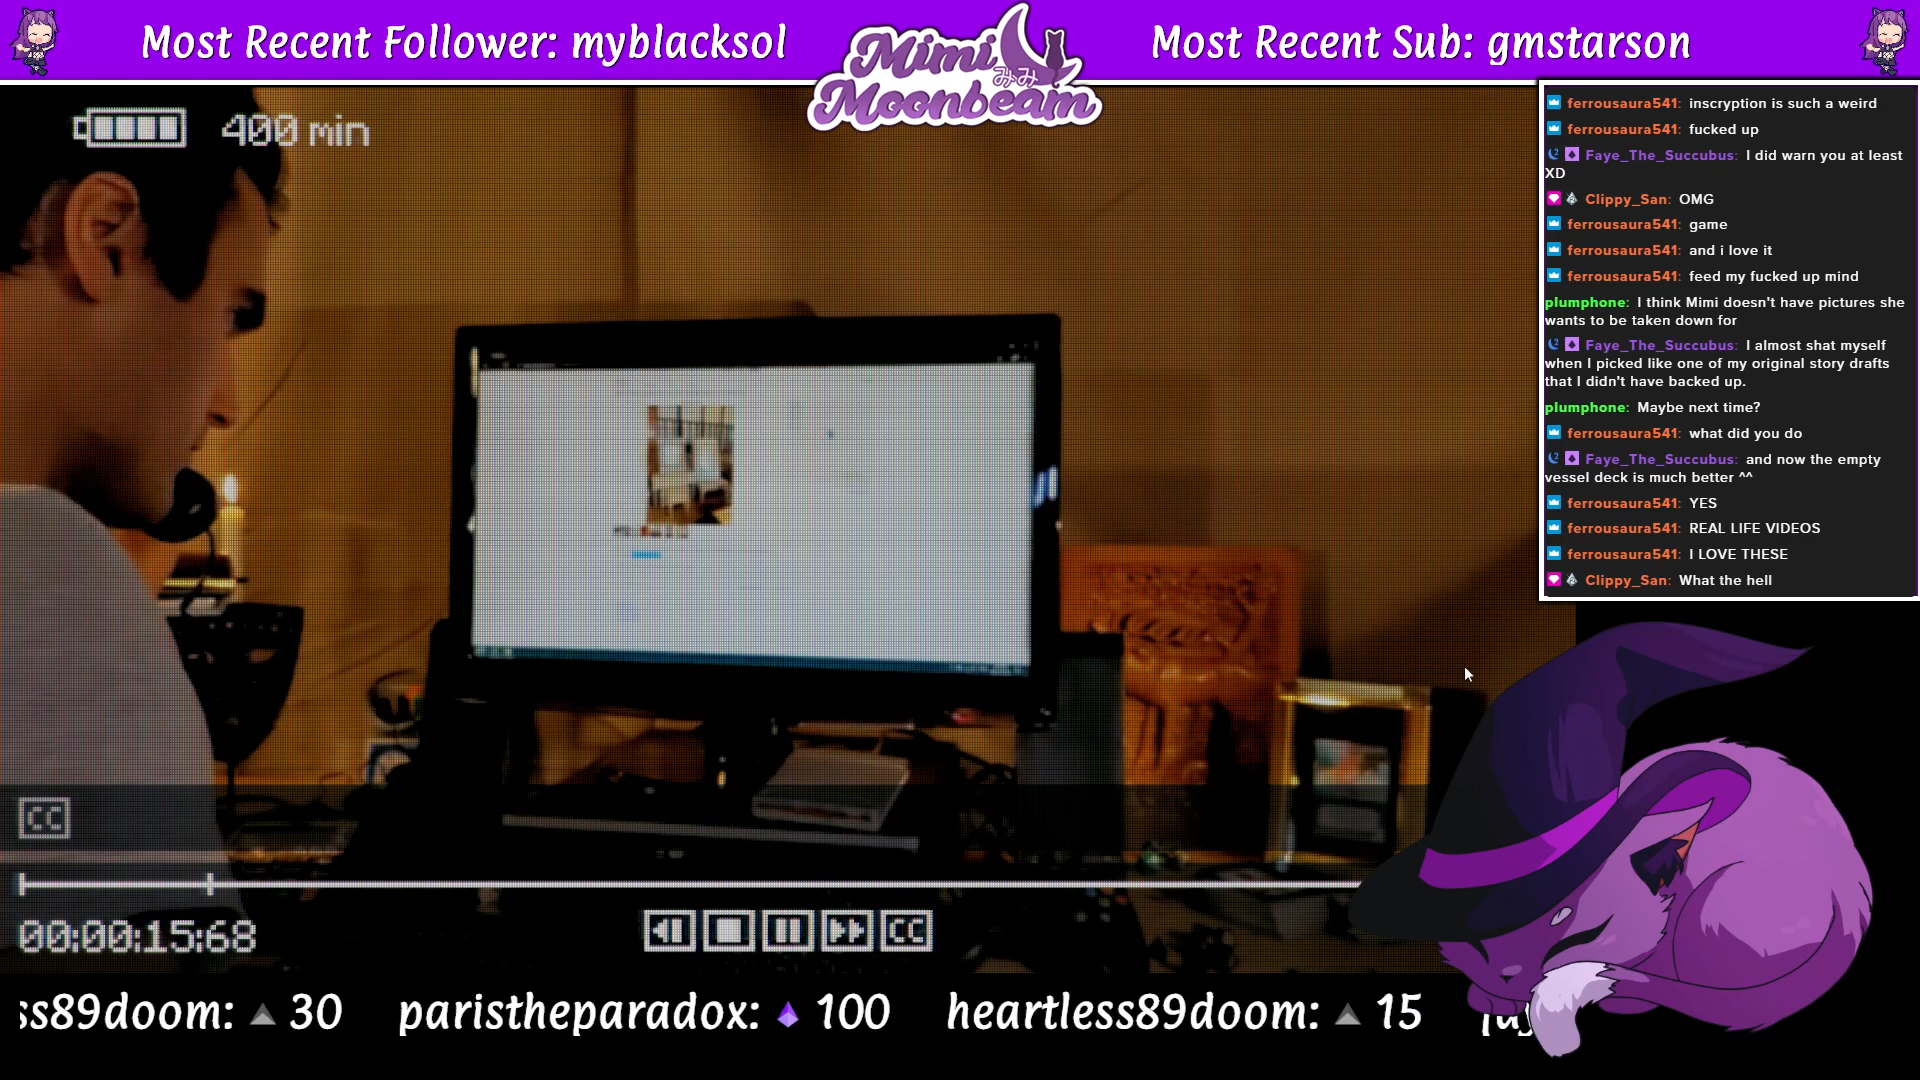 Most Recent Follower: myblacksol
Mimi
みみ
Moonbeam
Most Recent Sub: gmstarson
400 min
ferrousaura541: inscryption is such a weird
ferrousaura541: fucked up
Faye_The_Succubus: I did warn you at least
XD
Clippy_San: OMG
ferrousaura541: game
ferrousaura541: and i love it
ferrousaura541: feed my fucked up mind
plumphone: I think Mimi doesn't have pictures she
wants to be taken down for
Faye_The_Succubus: I almost shat myself
when I picked like one of my original story drafts
that I didn't have backed up.
plumphone: Maybe next time?
ferrousaura541: what did you do
Faye_The_Succubus: and now the empty
vessel deck is much better ^^
ferrousaura541: YES
ferrousaura541: REAL LIFE VIDEOS
ferrousaura541: I LOVE THESE
Clippy_San: What the hell
CC
00:00:15:68
CC
ss89doom: 30 paristheparadox: 100 heartless89doom: 15